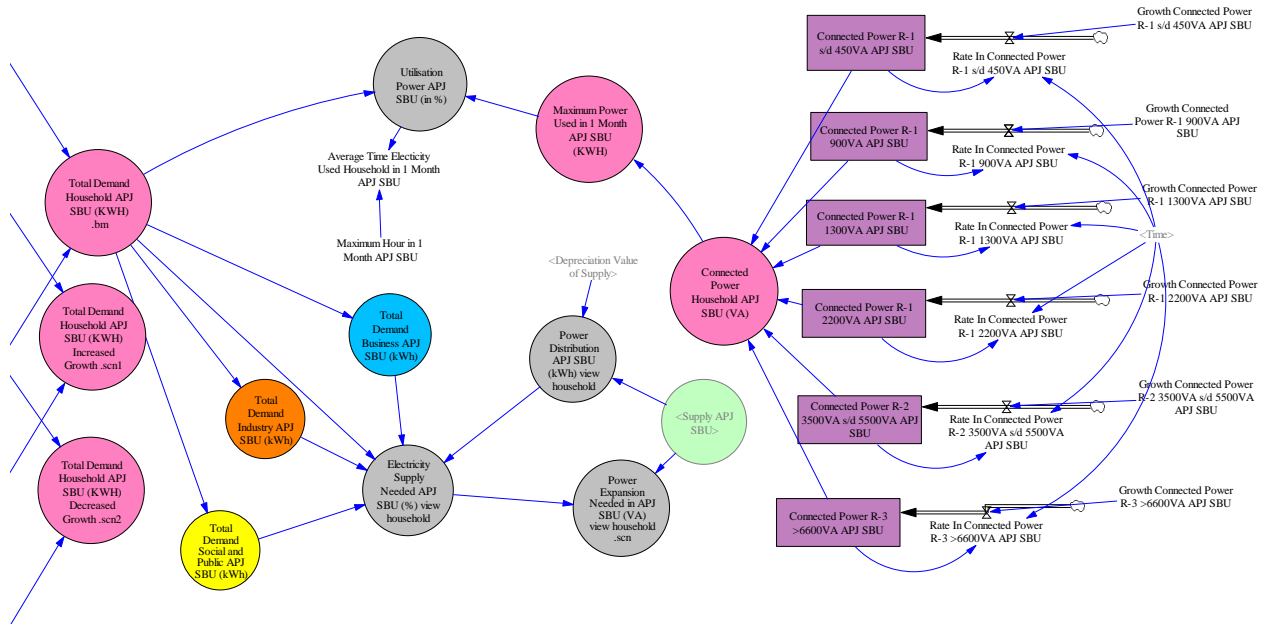 Utilisation
Power APJ
SBU (in %)
Maximum Power
Used in 1 Month
APJ SBU
(KWH)
Average Time Electicity
Used Household in 1 Month
APJ SBU
Maximum Hour in 1
Month APJ SBU
Total Demand
Household APJ
SBU (KWH)
.bm
Total Demand
Household APJ
SBU (KWH)
Increased
Growth .scn1
Total Demand
Household APJ
SBU (KWH)
Decreased
Growth .scn2
Total
Demand
Business APJ
SBU (kWh)
Total
Demand
Industry APJ
SBU (kWh)
Total
Demand
Social and
Public APJ
SBU (kWh)
Electricity
Supply
Needed APJ
SBU (%) view
household
<Depreciation Value
of Supply>
Power
Distribution
APJ SBU
(kWh) view
household
<Supply APJ
SBU>
Power
Expansion
Needed in APJ
SBU (VA)
view household
.scn
Connected
Power
Household APJ
SBU (VA)
Connected Power R-1
s/d 450VA APJ SBU
Rate In Connected Power
R-1 s/d 450VA APJ SBU
Growth Connected Power
R-1 s/d 450VA APJ SBU
Connected Power R-1
900VA APJ SBU
Rate In Connected Power
R-1 900VA APJ SBU
Growth Connected
Power R-1 900VA APJ
SBU
Connected Power R-1
1300VA APJ SBU
Rate In Connected Power
R-1 1300VA APJ SBU
Growth Connected Power
R-1 1300VA APJ SBU
<Time>
Connected Power R-1
2200VA APJ SBU
Rate In Connected Power
R-1 2200VA APJ SBU
Growth Connected Power
R-1 2200VA APJ SBU
Connected Power R-2
3500VA s/d 5500VA APJ
SBU
Rate In Connected Power
R-2 3500VA s/d 5500VA
APJ SBU
Growth Connected Power
R-2 3500VA s/d 5500VA
APJ SBU
Connected Power R-3
>6600VA APJ SBU
Rate In Connected Power
R-3 >6600VA APJ SBU
Growth Connected Power
R-3 >6600VA APJ SBU